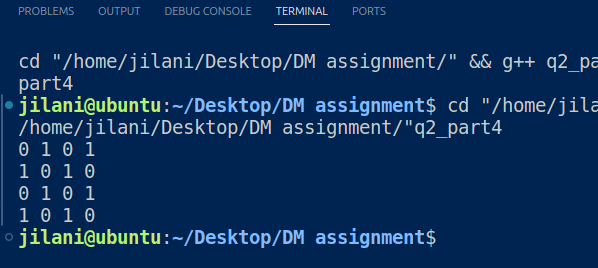 PROBLEMS OUTPUT DEBUG CONSOLE TERMINAL PORTS
cd "/home/jilani/Desktop/DM assignment/" && g++ q2_pa
part4
jilani@ubuntu:~/Desktop/DM assignment$ cd "/home/jila
/home/jilani/Desktop/DM assignment/"q2_part4
0 1 0 1
1 0 1 0
0 1 0 1
1 0 1 0
jilani@ubuntu:~/Desktop/DM assignment$